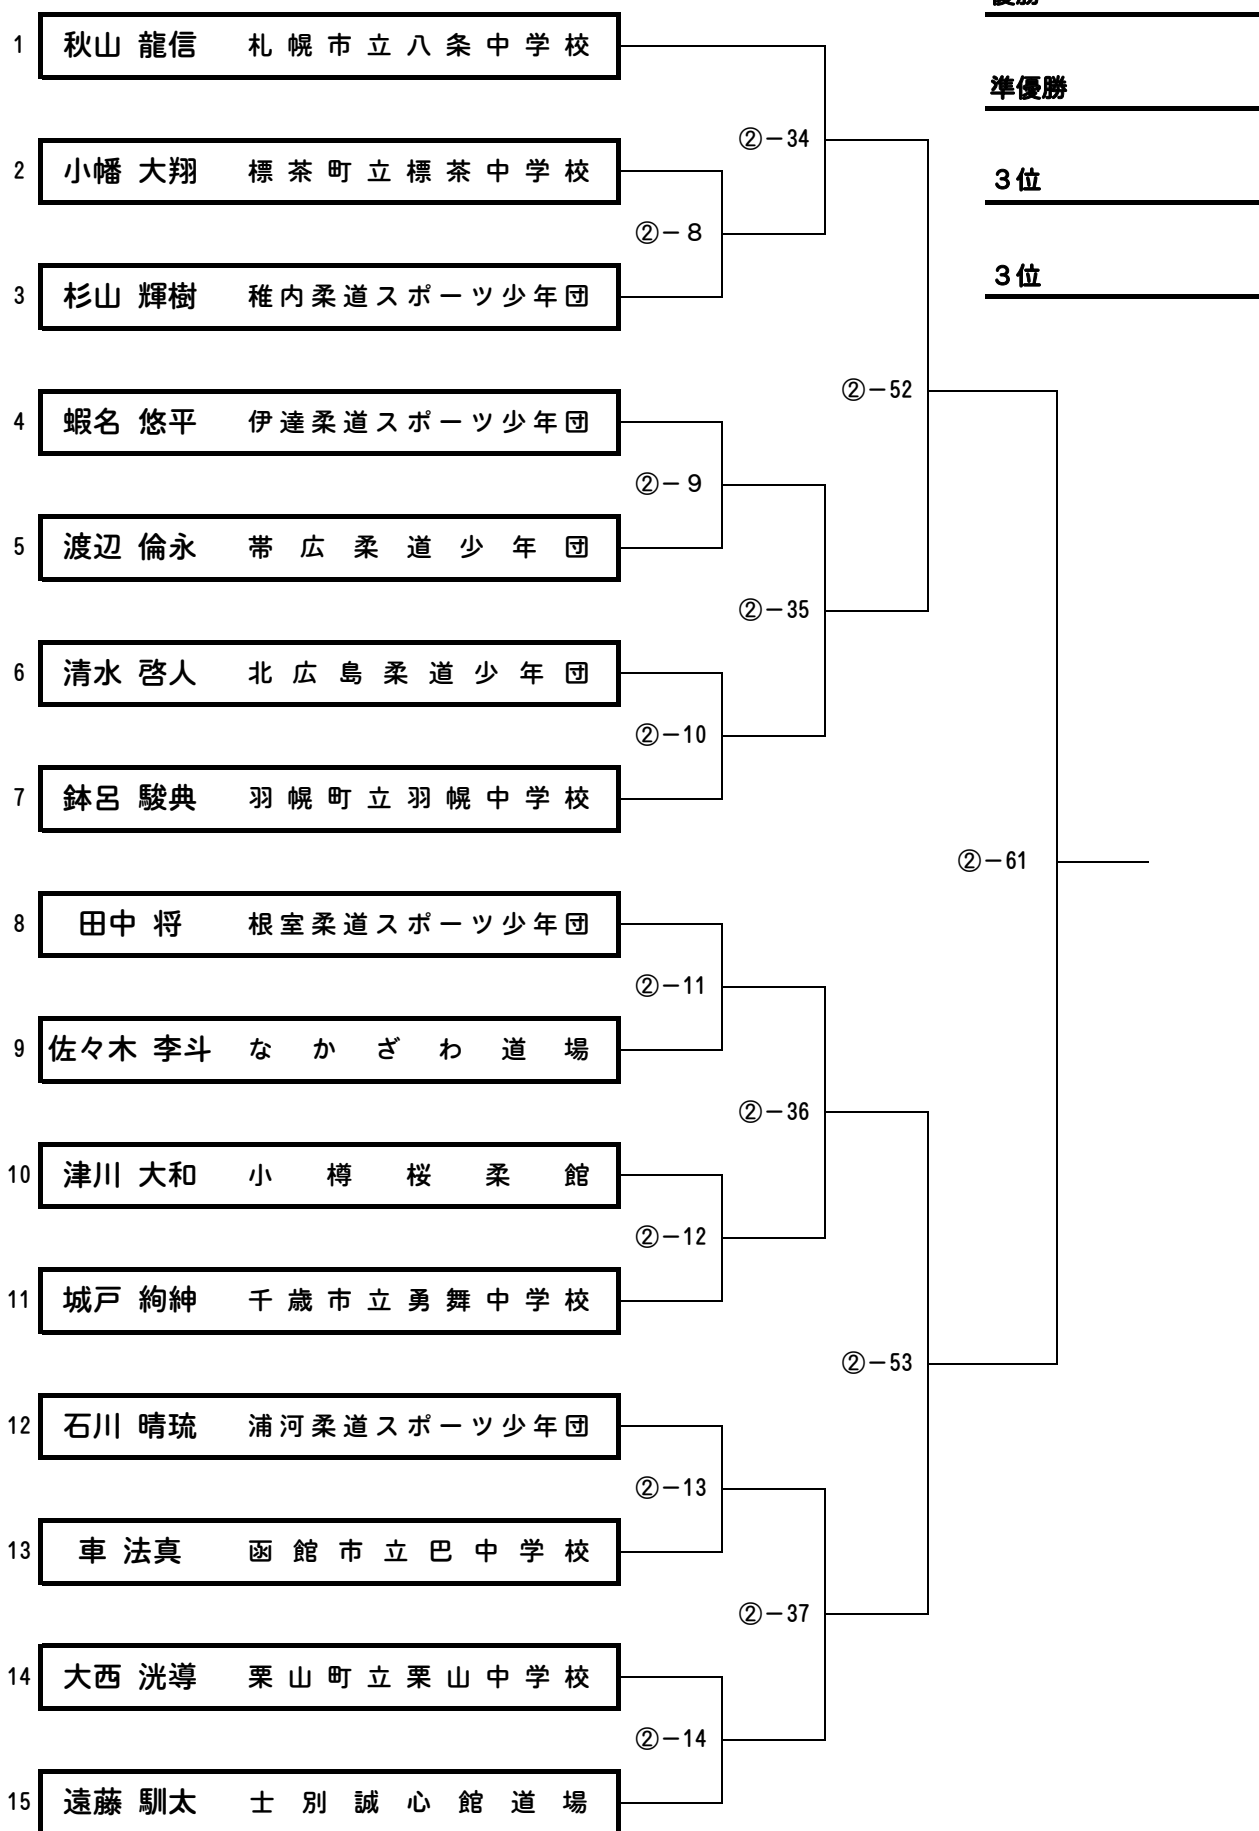 優勝
1 秋山 龍信 札幌市立八条中学校
準優勝
②－34
2 小幡 大翔 標茶町立標茶中学校
３位
②－８
3 杉山 輝樹 稚内柔道スポーツ少年団
３位
②－52
4 蝦名 悠平 伊達柔道スポーツ少年団
②－９
5 渡辺 倫永 帯広柔道少年団
②－35
6 清水 啓人 北広島柔道少年団
②－10
7 鉢呂 駿典 羽幌町立羽幌中学校
②－61
8 田中 将 根室柔道スポーツ少年団
②－11
9 佐々木 李斗 なかざわ道場
②－36
10 津川 大和 小樽桜柔館
②－12
11 城戸 絢紳 千歳市立勇舞中学校
②－53
12 石川 晴琉 浦河柔道スポーツ少年団
②－13
13 車 法真 函館市立巴中学校
②－37
14 大西 洸導 栗山町立栗山中学校
②－14
15 遠藤 馴太 士別誠心館道場